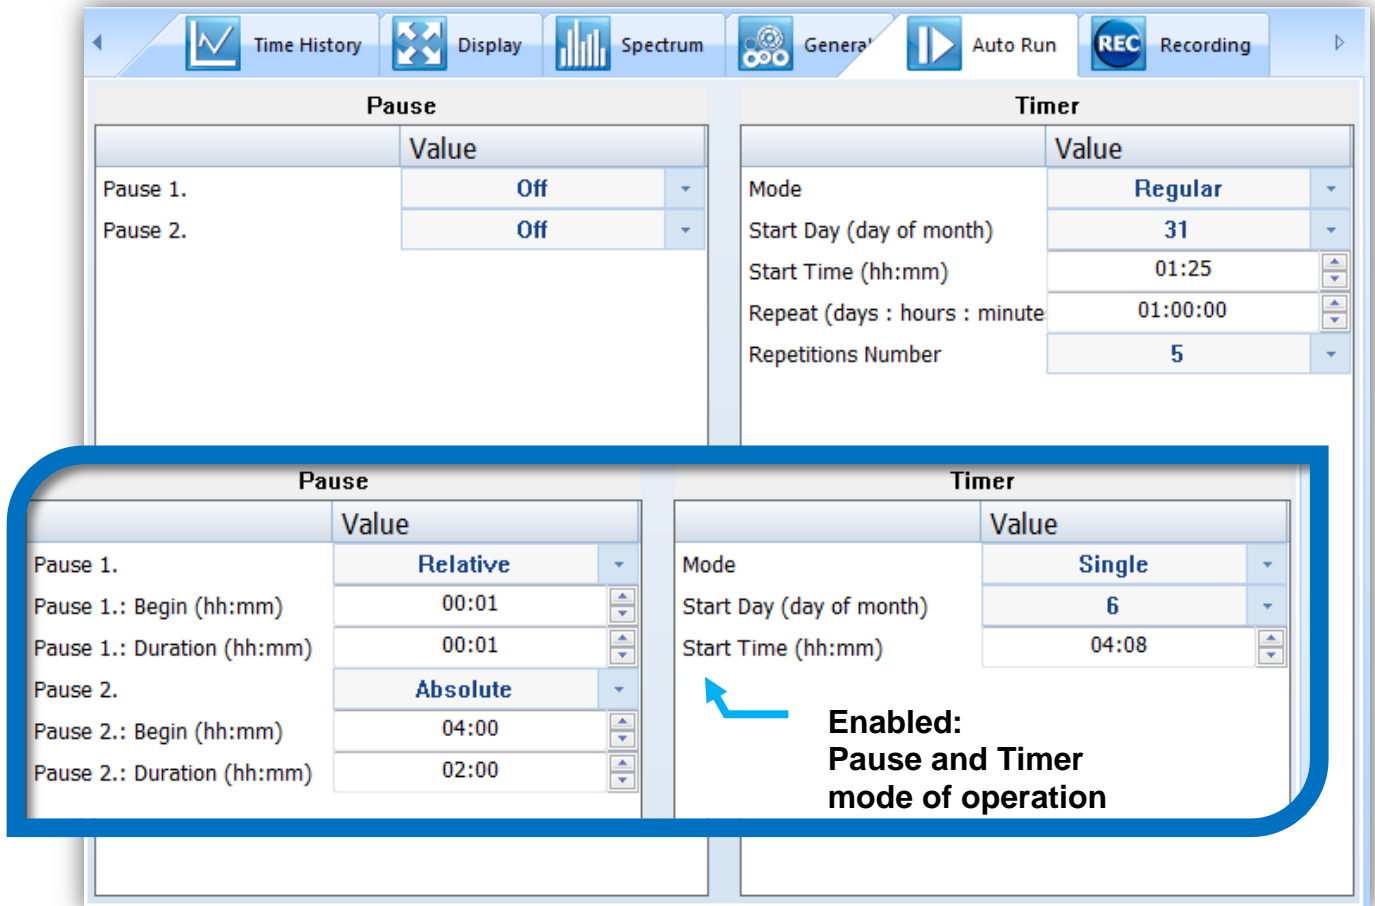 Time History Display Spectrum General Auto Run REC Recording
Pause Timer
Value Value
Pause 1. Off Mode Regular
Pause 2. Off Start Day (day of month) 31
Start Time (hh:mm) 01:25
Repeat (days : hours : minute 01:00:00
Repetitions Number 5
Pause Timer
Value Value
Pause 1. Relative Mode Single
Pause 1.: Begin (hh:mm) 00:01 Start Day (day of month) 6
Pause 1.: Duration (hh:mm) 00:01 Start Time (hh:mm) 04:08
Pause 2. Absolute
Pause 2.: Begin (hh:mm) 04:00
Pause 2.: Duration (hh:mm) 02:00
Enabled:
Pause and Timer
mode of operation